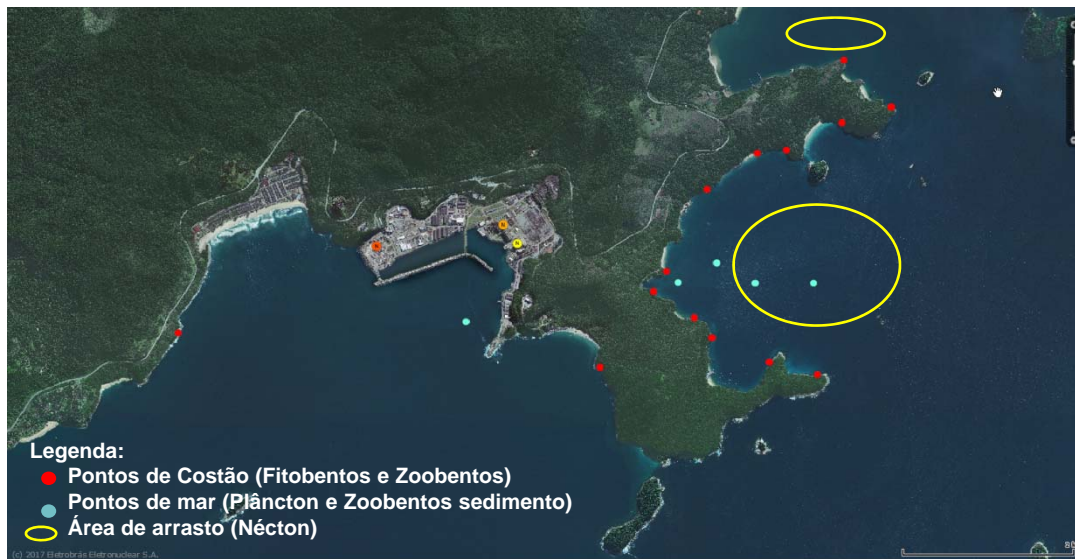 Legenda:
Pontos de Costão (Fitobentos e Zoobentos)
Pontos de mar (Plâncton e Zoobentos sedimento)
Área de arrasto (Nécton)
(c) 2017 Eletrobrás Eletronuclear S.A.
80